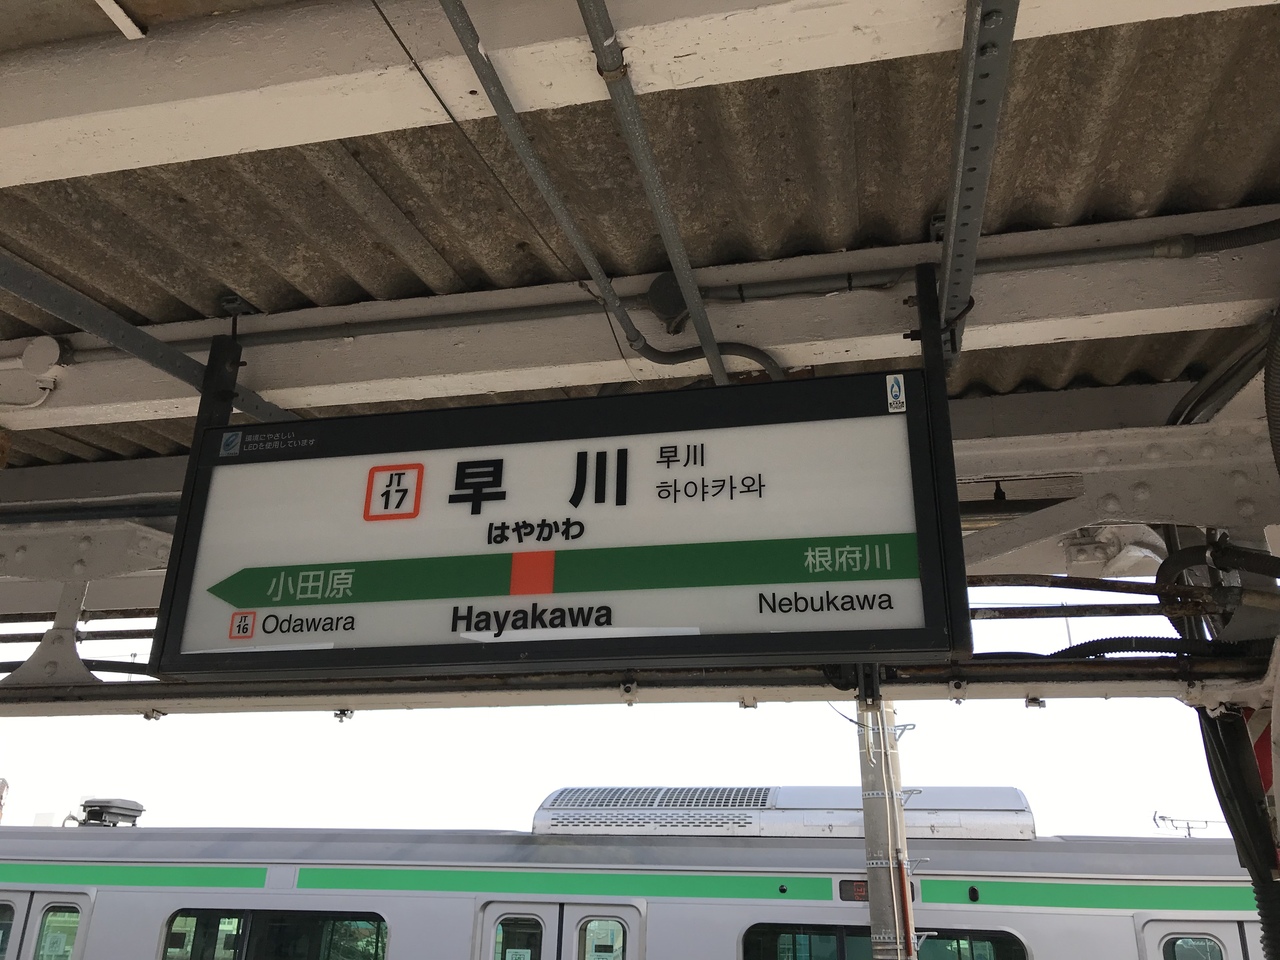 環境にやさしい
LEDを使用しています
JT
17
早川
早川
하야카와
はやかわ
小田原
根府川
JT
16
Odawara
Hayakawa
Nebukawa